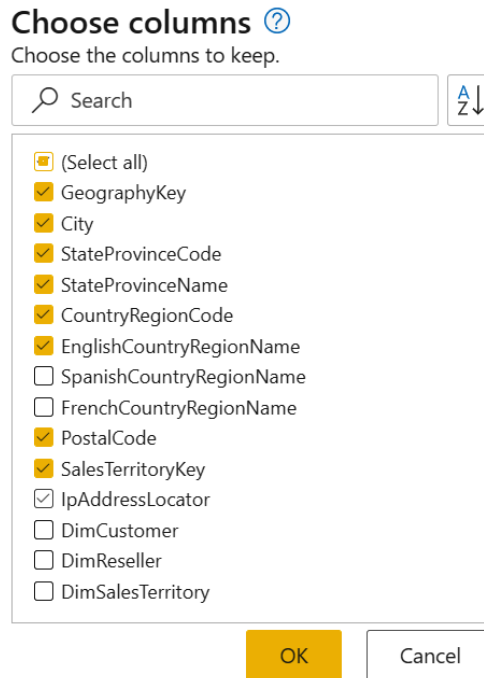 Choose columns ?
Choose the columns to keep.
Search
A
Z
(Select all)
GeographyKey
City
StateProvinceCode
StateProvinceName
CountryRegionCode
EnglishCountryRegionName
SpanishCountryRegionName
FrenchCountryRegionName
PostalCode
SalesTerritoryKey
IpAddressLocator
DimCustomer
DimReseller
DimSalesTerritory
OK Cancel